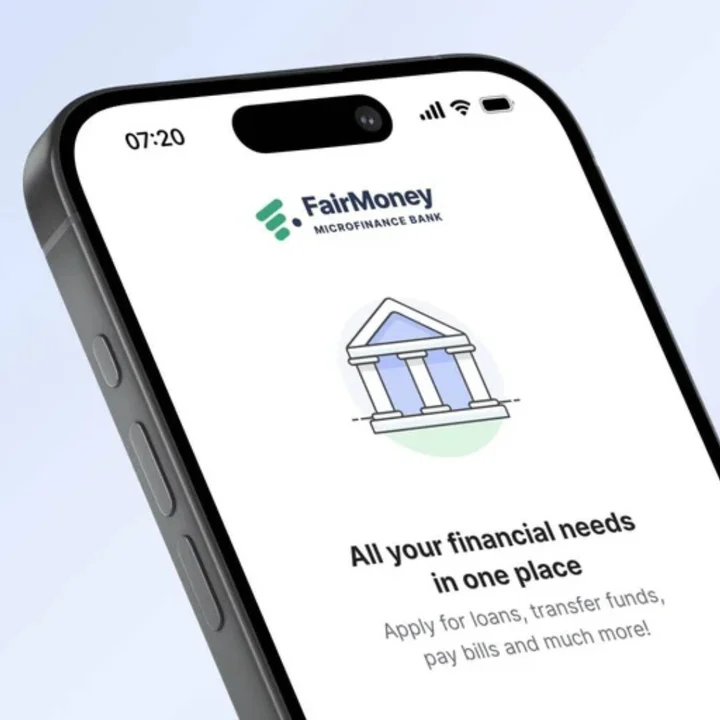 07:20
FairMoney
MICROFINANCE BANK
All your financial needs
in one place
Apply for loans, transfer funds,
pay bills and much more!